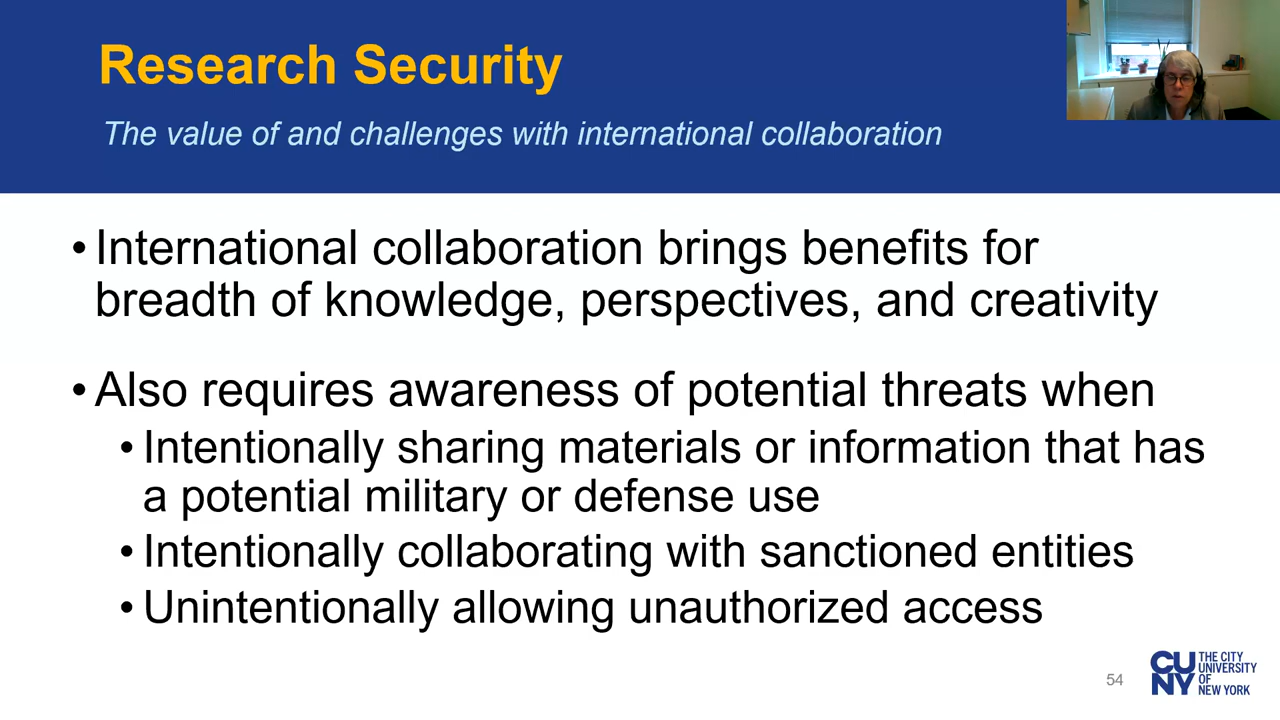 Research Security
The value of and challenges with international collaboration
• International collaboration brings benefits for
breadth of knowledge, perspectives, and creativity
• Also requires awareness of potential threats when
• Intentionally sharing materials or information that has
a potential military or defense use
• Intentionally collaborating with sanctioned entities
• Unintentionally allowing unauthorized access
54
CU
NY
THE CITY
UNIVERSITY
OF
NEW YORK